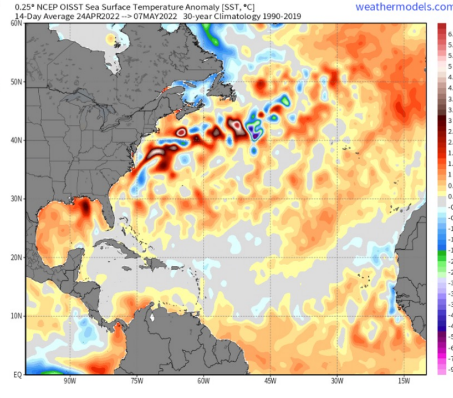 0.25° NCEP OISST Sea Surface Temperature Anomaly [SST, °C]
weathermodels.com
14-Day Average 24APR2022 --> 07MAY2022 30-year Climatology 1990-2019
60N
50N
40N
30N
20N
10N
EQ
90W
75W
60W
45W
30W
15W